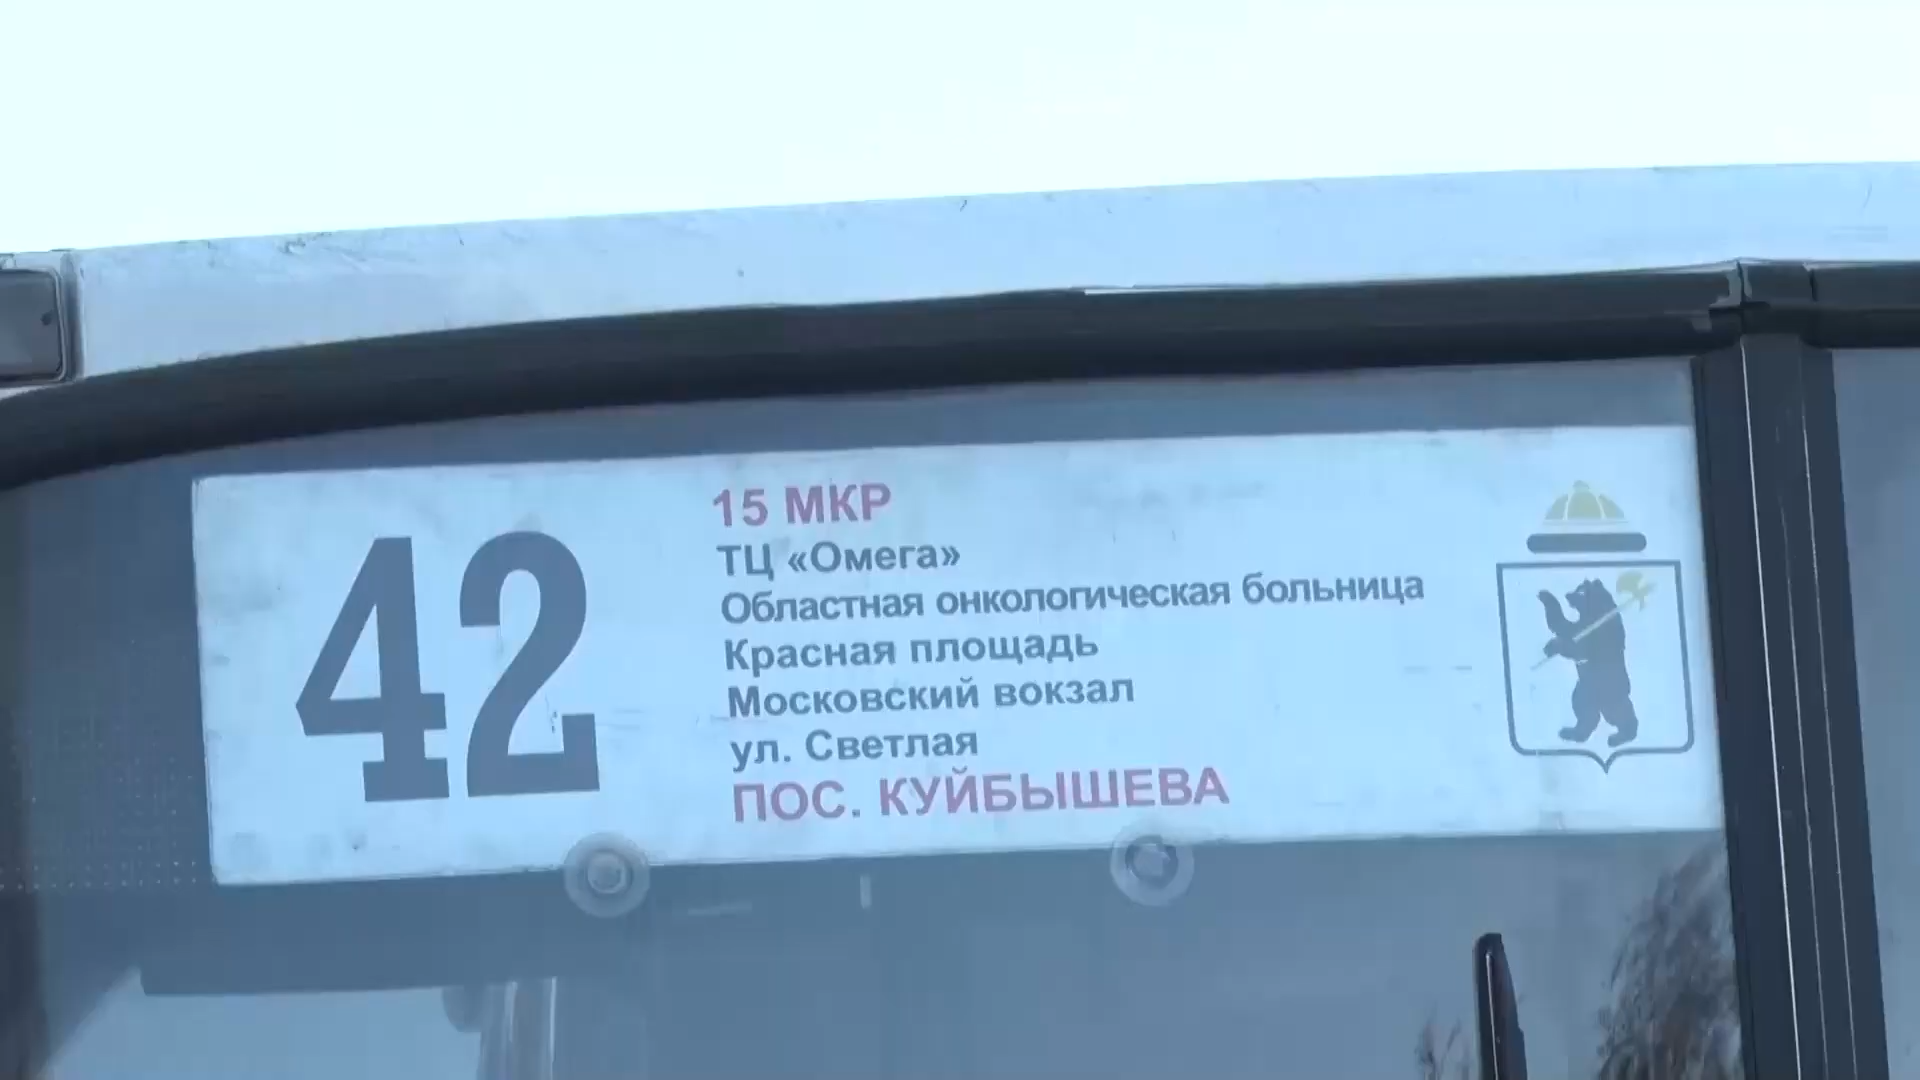 42
15 МКР
ТЦ «Омега»
Областная онкологическая больница
Красная площадь
Московский вокзал
ул. Светлая
ПОС. КУЙБЫШЕВА